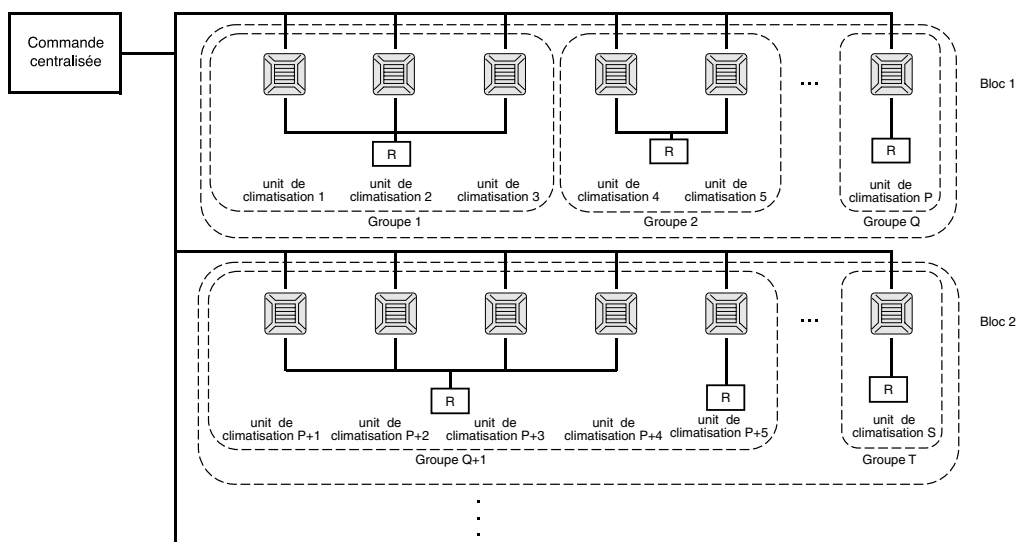 Commande
centralisée
Bloc 1
R
R
R
unit de
climatisation 1
unit de
climatisation 2
unit de
climatisation 3
unit de
climatisation 4
unit de
climatisation 5
...
unit de
climatisation P
Groupe 1
Groupe 2
Groupe Q
Bloc 2
R
R
R
unit de
climatisation P+1
unit de
climatisation P+2
unit de
climatisation P+3
unit de
climatisation P+4
unit de
climatisation P+5
...
unit de
climatisation S
Groupe Q+1
Groupe T